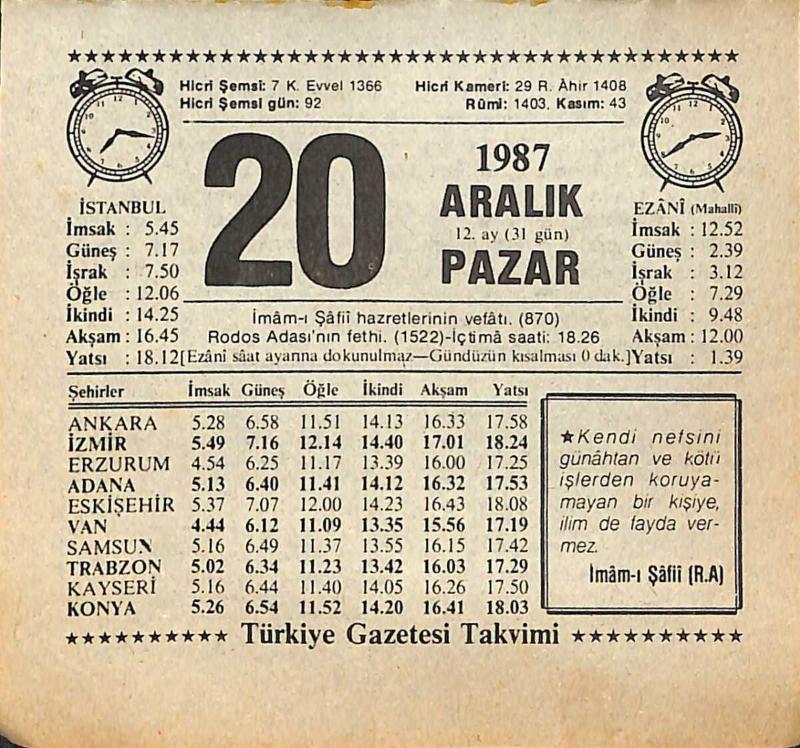 ★★★★★★★★★★★★★★★★★★★★★★★★★★★★★★★★★★★★
Hicri Şemsi: 7 K. Evvel 1366 Hicri Kameri: 29 R. Âhir 1408
Hicri Şemsi gün: 92 Rûmi: 1403, Kasım: 43
20
1987
ARALIK
12. ay (31 gün)
PAZAR
İSTANBUL
İmsak : 5.45
Güneş : 7.17
İşrak : 7.50
Öğle : 12.06
İkindi : 14.25
Akşam : 16.45
Yatsı : 18.12
EZÂNÎ (Mahallî)
İmsak : 12.52
Güneş : 2.39
İşrak : 3.12
Öğle : 7.29
İkindi : 9.48
Akşam : 12.00
Yatsı : 1.39
İmâm-ı Şâfiî hazretlerinin vefâtı. (870)
Rodos Adası'nın fethi. (1522)-İçtimâ saati: 18.26
[Ezânî sâat ayarına dokunulmaz—Gündüzün kısalması 0 dak.]
Şehirler İmsak Güneş Öğle İkindi Akşam Yatsı
ANKARA 5.28 6.58 11.51 14.13 16.33 17.58
İZMİR 5.49 7.16 12.14 14.40 17.01 18.24
ERZURUM 4.54 6.25 11.17 13.39 16.00 17.25
ADANA 5.13 6.40 11.41 14.12 16.32 17.53
ESKİŞEHİR 5.37 7.07 12.00 14.23 16.43 18.08
VAN 4.44 6.12 11.09 13.35 15.56 17.19
SAMSUN 5.16 6.49 11.37 13.55 16.15 17.42
TRABZON 5.02 6.34 11.23 13.42 16.03 17.29
KAYSERİ 5.16 6.44 11.40 14.05 16.26 17.50
KONYA 5.26 6.54 11.52 14.20 16.41 18.03
★Kendi nefsini
günâhtan ve kötü
işlerden koruya-
mayan bir kişiye,
ilim de fayda ver-
mez.
İmâm-ı Şâfiî (R.A)
★★★★★★★★★★ Türkiye Gazetesi Takvimi ★★★★★★★★★★